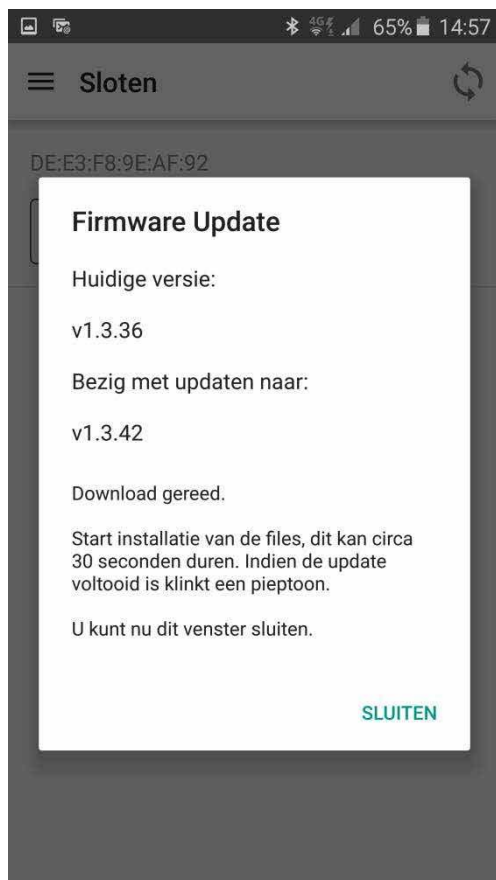 4G 65% 14:57
Sloten
DE:E3:F8:9E:AF:92
Firmware Update
Huidige versie:
v1.3.36
Bezig met updaten naar:
v1.3.42
Download gereed.
Start installatie van de files, dit kan circa
30 seconden duren. Indien de update
voltooid is klinkt een pieptoon.
U kunt nu dit venster sluiten.
SLUITEN